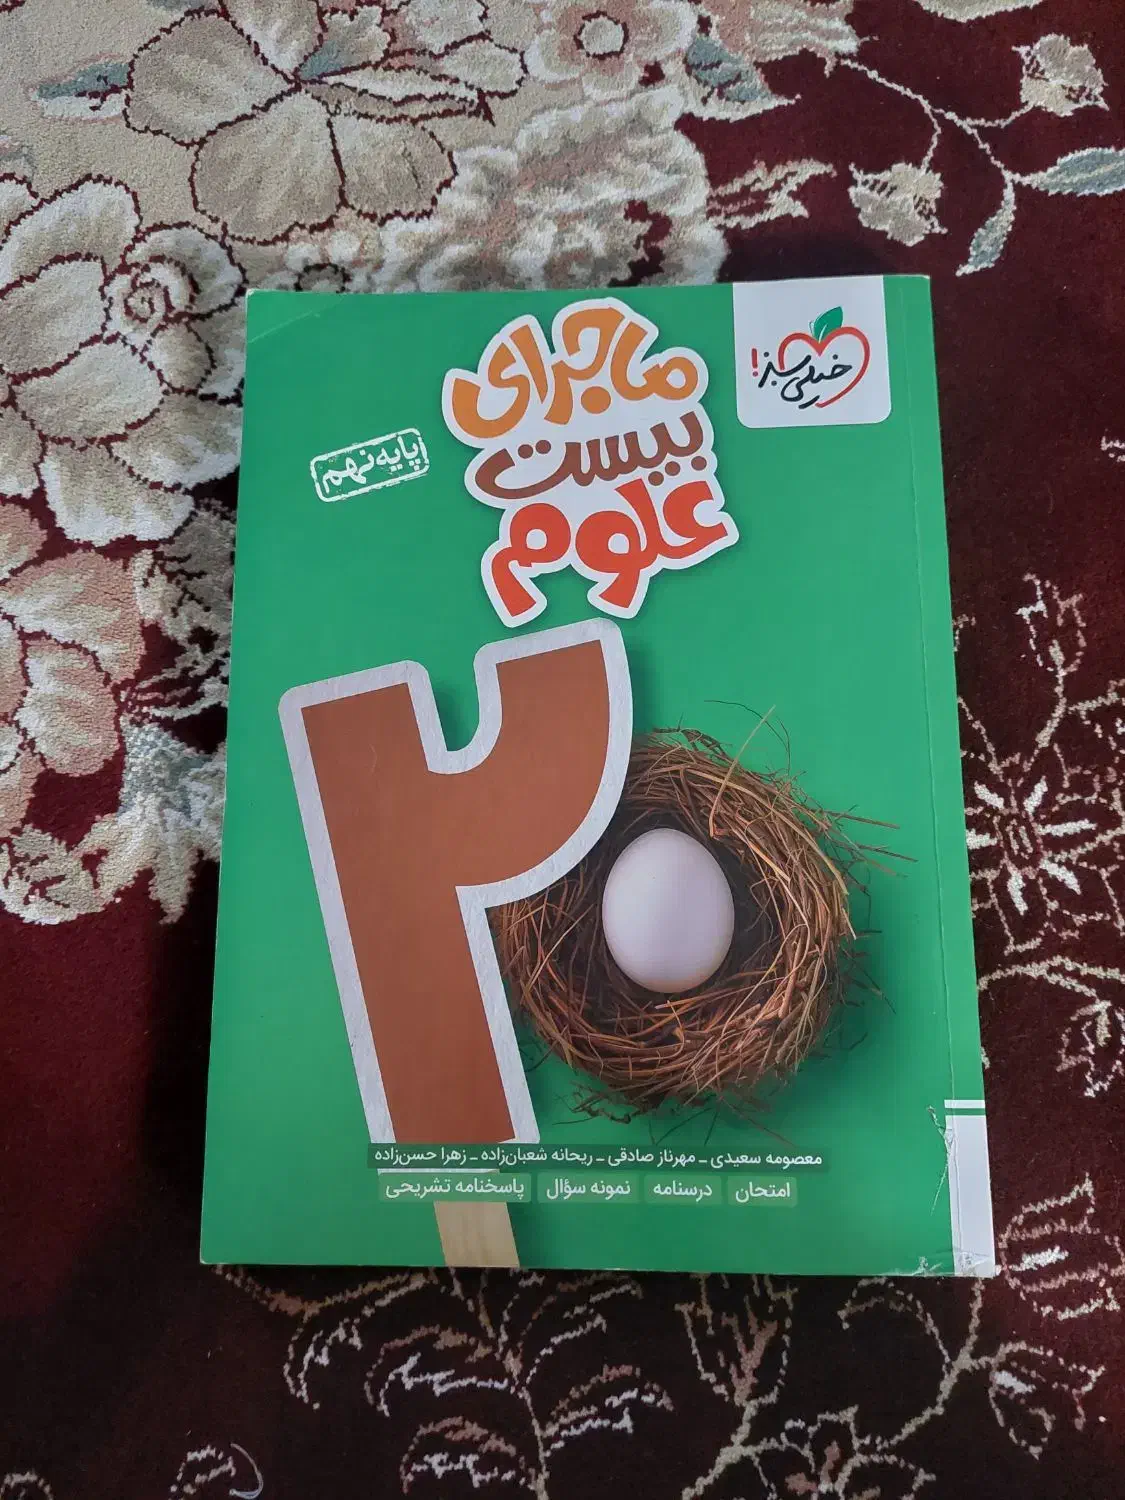 خیلی سبز!
ماجرای
بیست
علوم
پایه نهم
۲۰
معصومه سعیدی ـ مهرناز صادقی ـ ریحانه شعبان‌زاده ـ زهرا حسن‌زاده
امتحان درسنامه نمونه سؤال پاسخنامه تشریحی